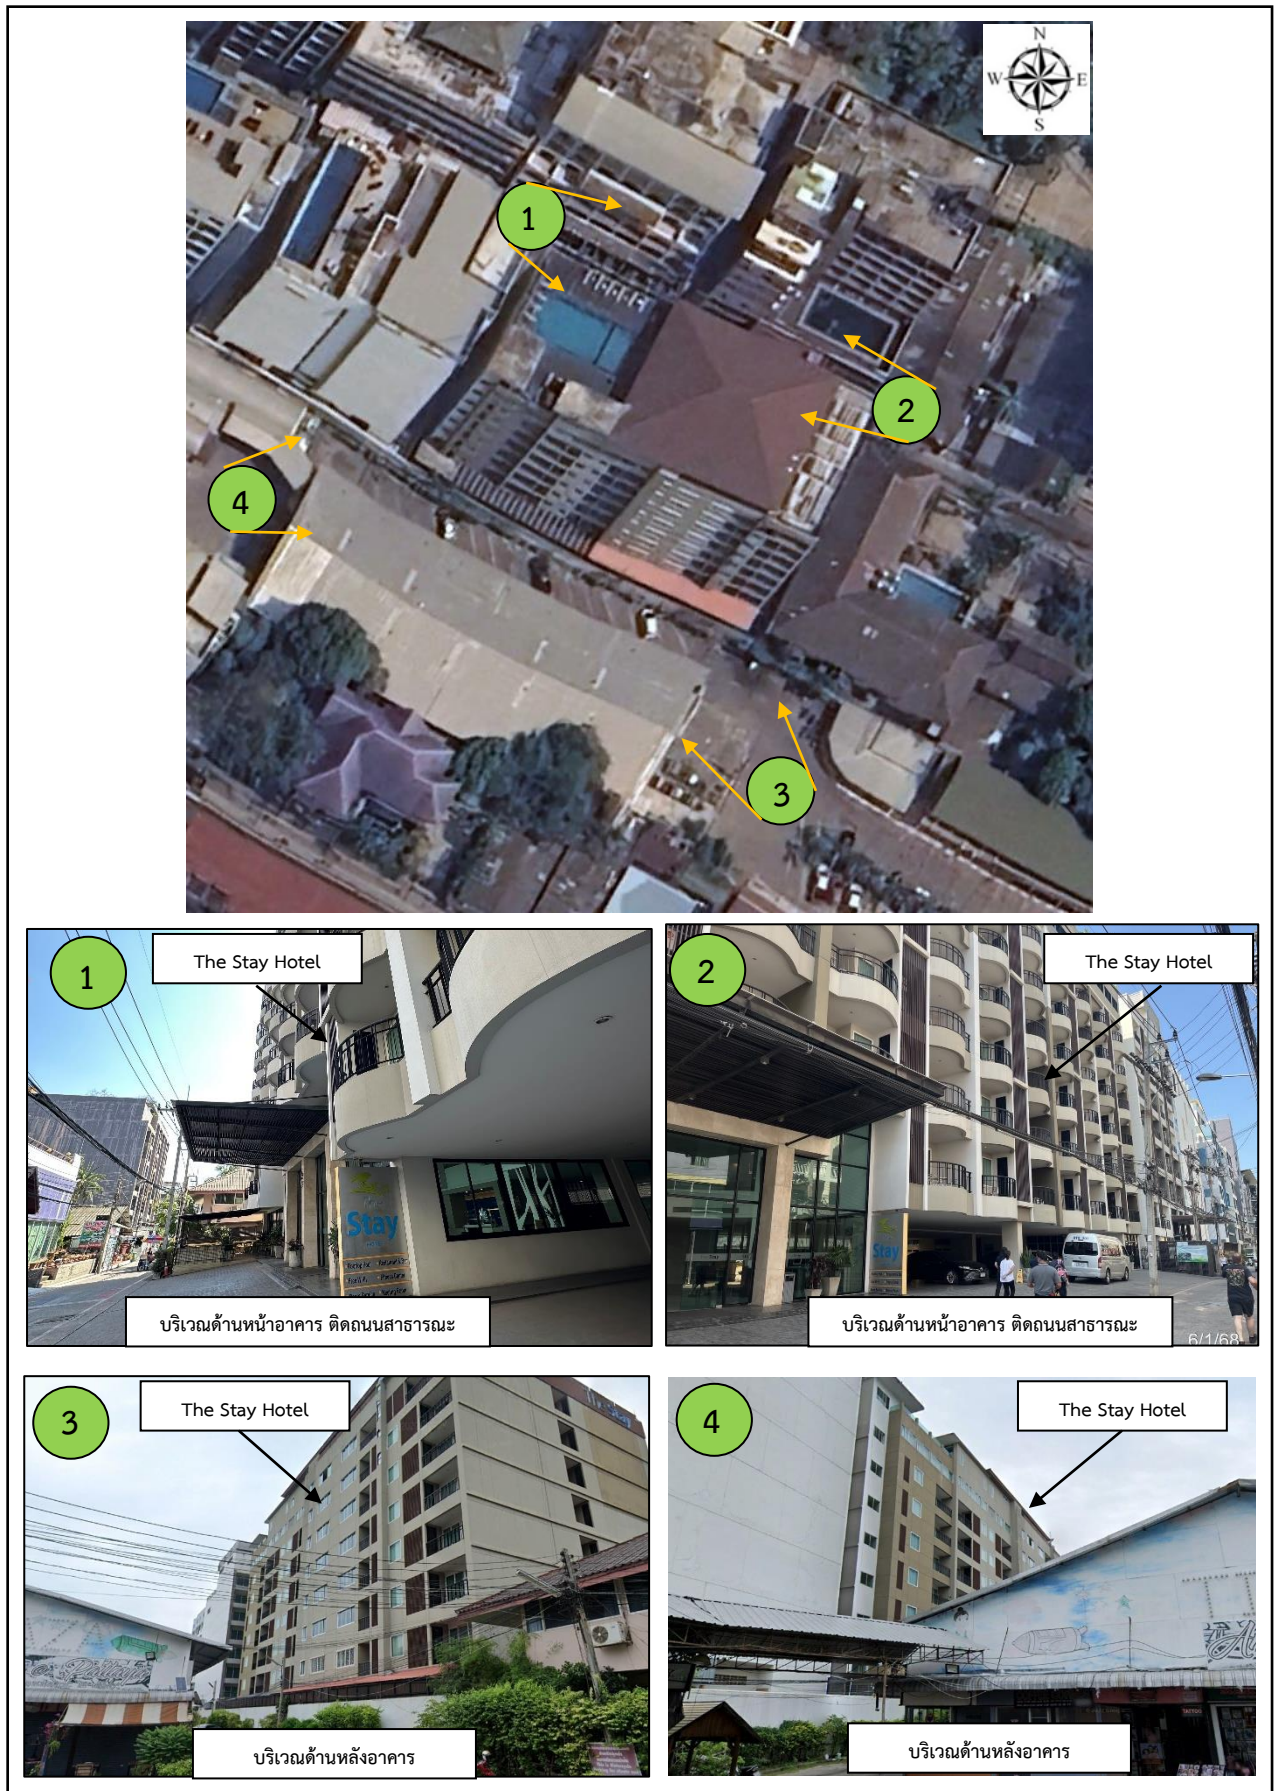 N
W E
S
1
2
4
3
1
The Stay Hotel
Stay
บริเวณด้านหน้าอาคาร ติดถนนสาธารณะ
2
The Stay Hotel
Stay
บริเวณด้านหน้าอาคาร ติดถนนสาธารณะ
6/1/68
3
The Stay Hotel
The Stay
บริเวณด้านหลังอาคาร
4
The Stay Hotel
TATTOO
บริเวณด้านหลังอาคาร